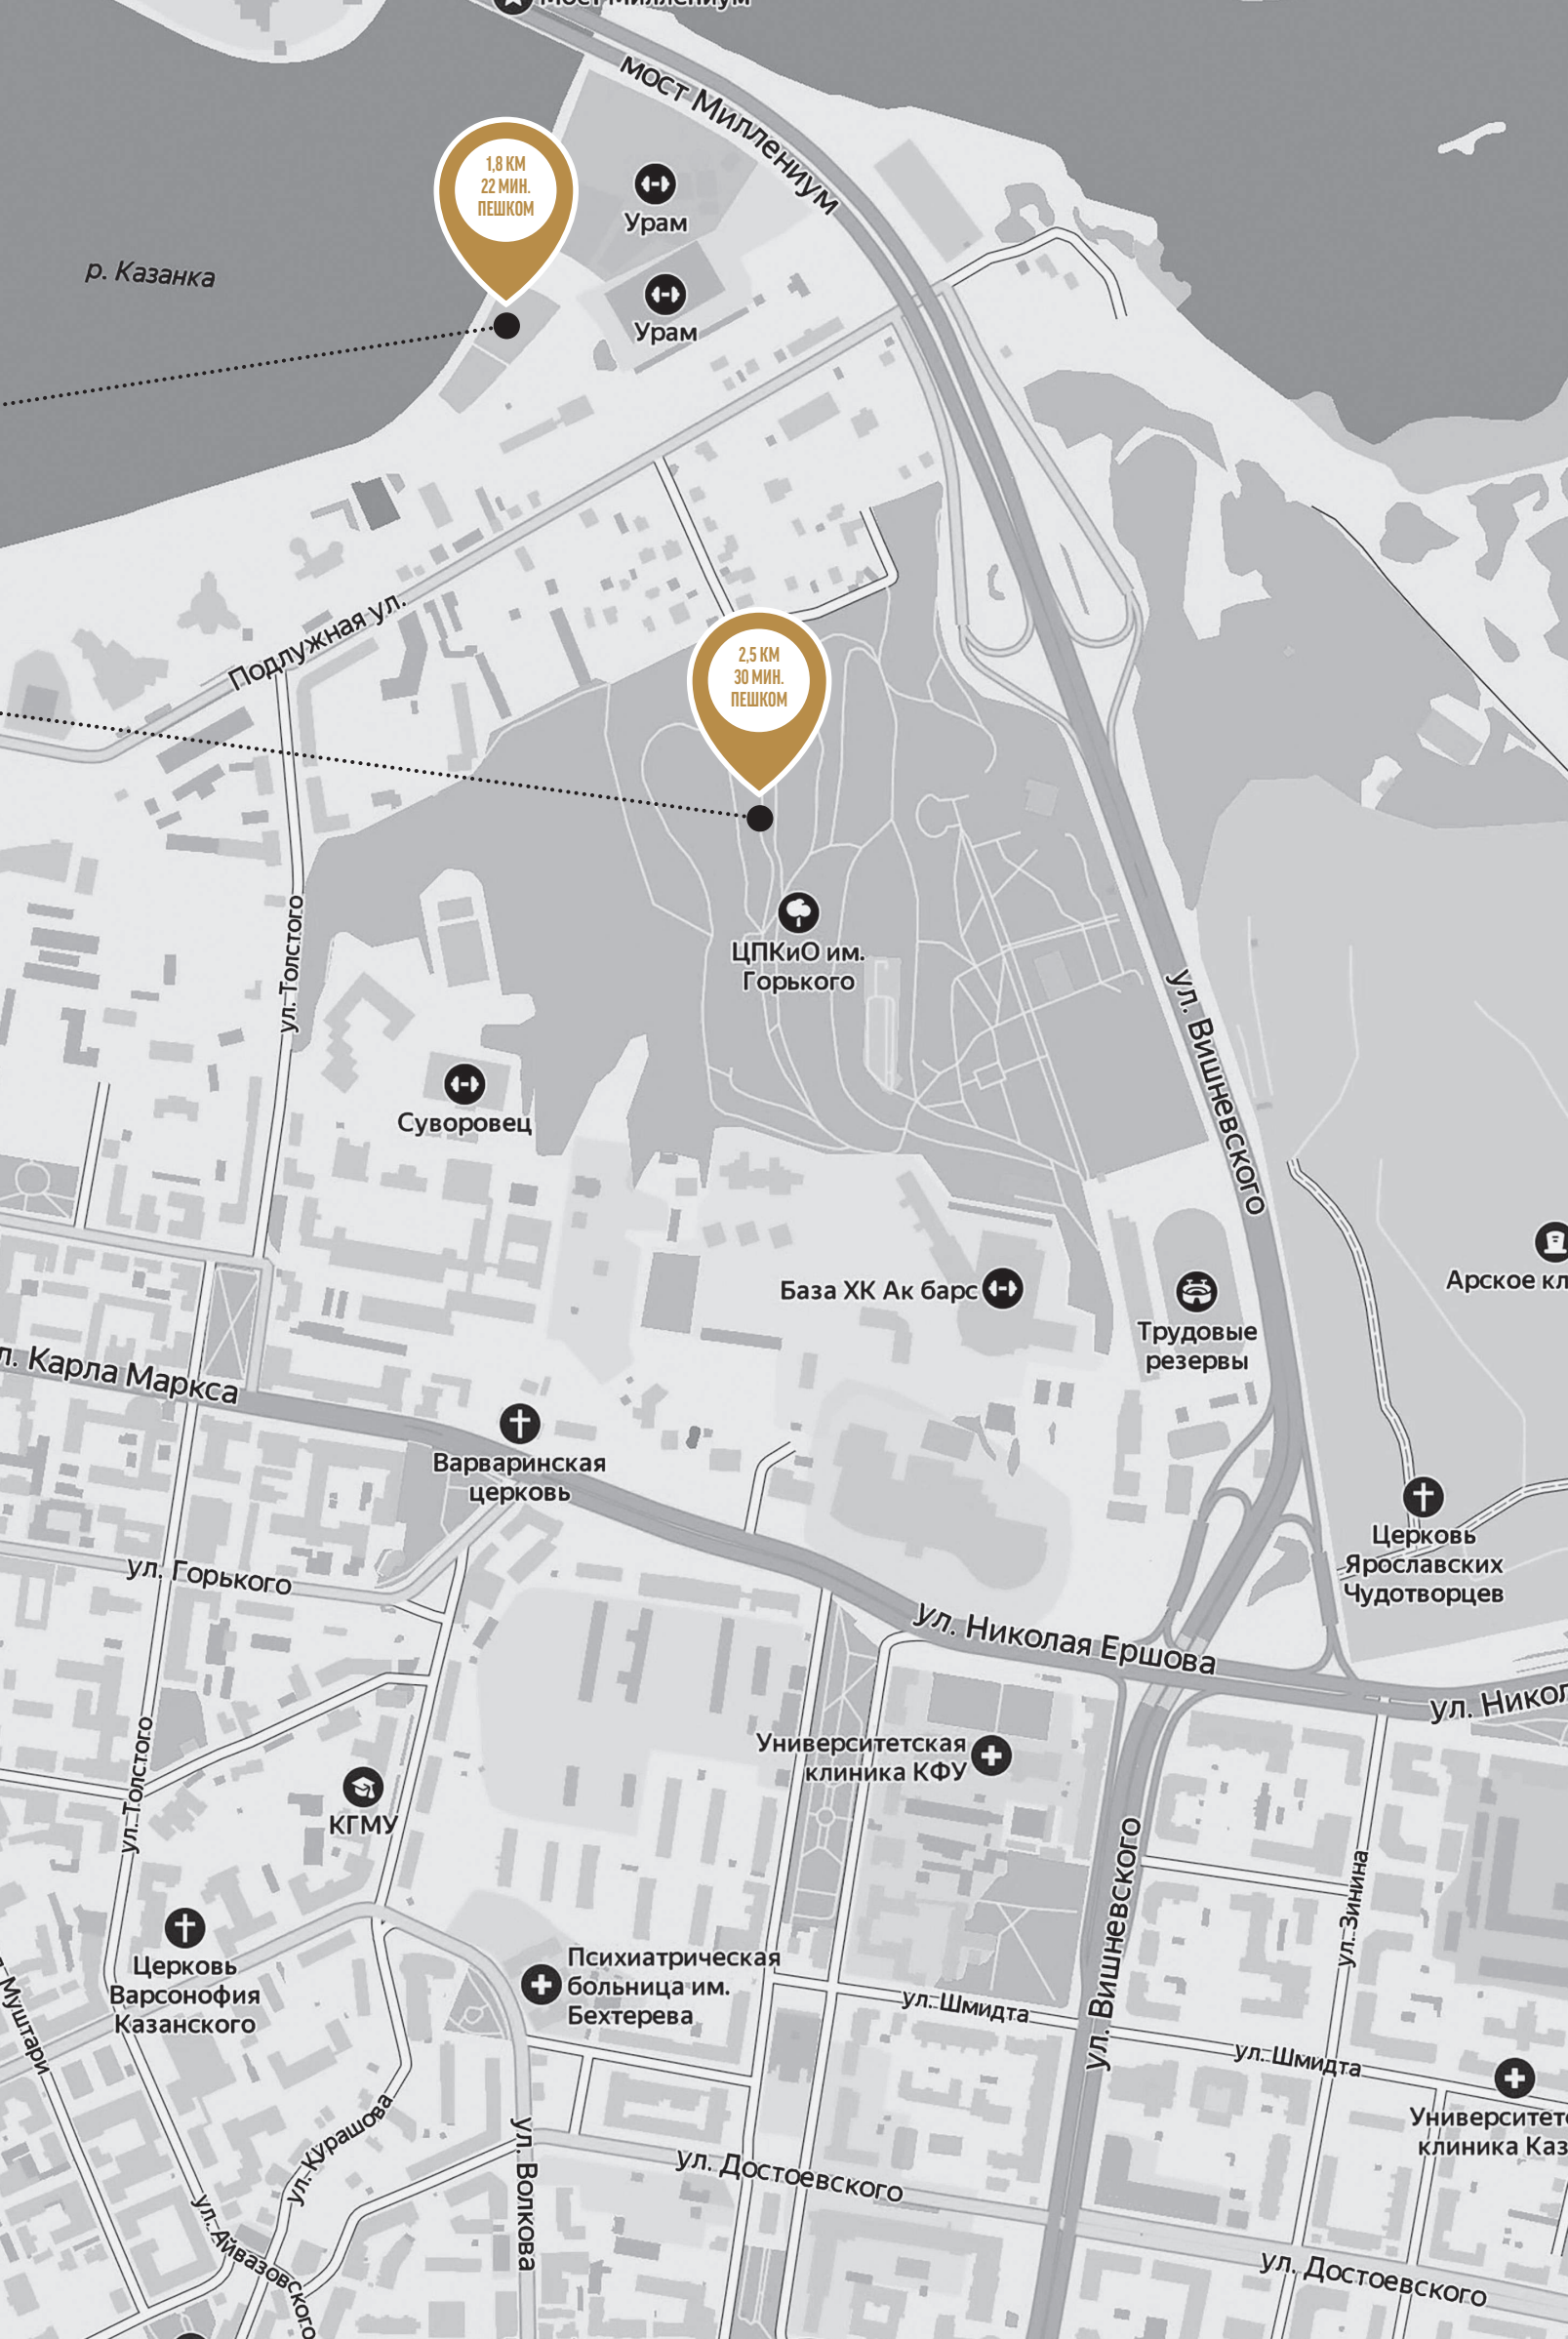 Мост Миллениум
мост Миллениум
1,8 КМ
22 МИН.
ПЕШКОМ
Урам
р. Казанка
Урам
Подлужная ул.
2,5 КМ
30 МИН.
ПЕШКОМ
ул. Толстого
ЦПКиО им.
Горького
ул. Вишневского
Суворовец
База ХК Ак барс
Трудовые
резервы
Арское кл
л. Карла Маркса
Варваринская
церковь
Церковь
Ярославских
Чудотворцев
ул. Горького
ул. Николая Ершова
ул. Никол
ул. Толстого
Университетская
клиника КФУ
КГМУ
ул. Вишневского
ул. Зинина
Церковь
Варсонофия
Казанского
Психиатрическая
больница им.
Бехтерева
Муштари
ул. Шмидта
ул. Шмидта
Университетс
клиника Каз
ул. Курашова
ул. Волкова
ул. Достоевского
ул. Айвазовского
ул. Достоевского